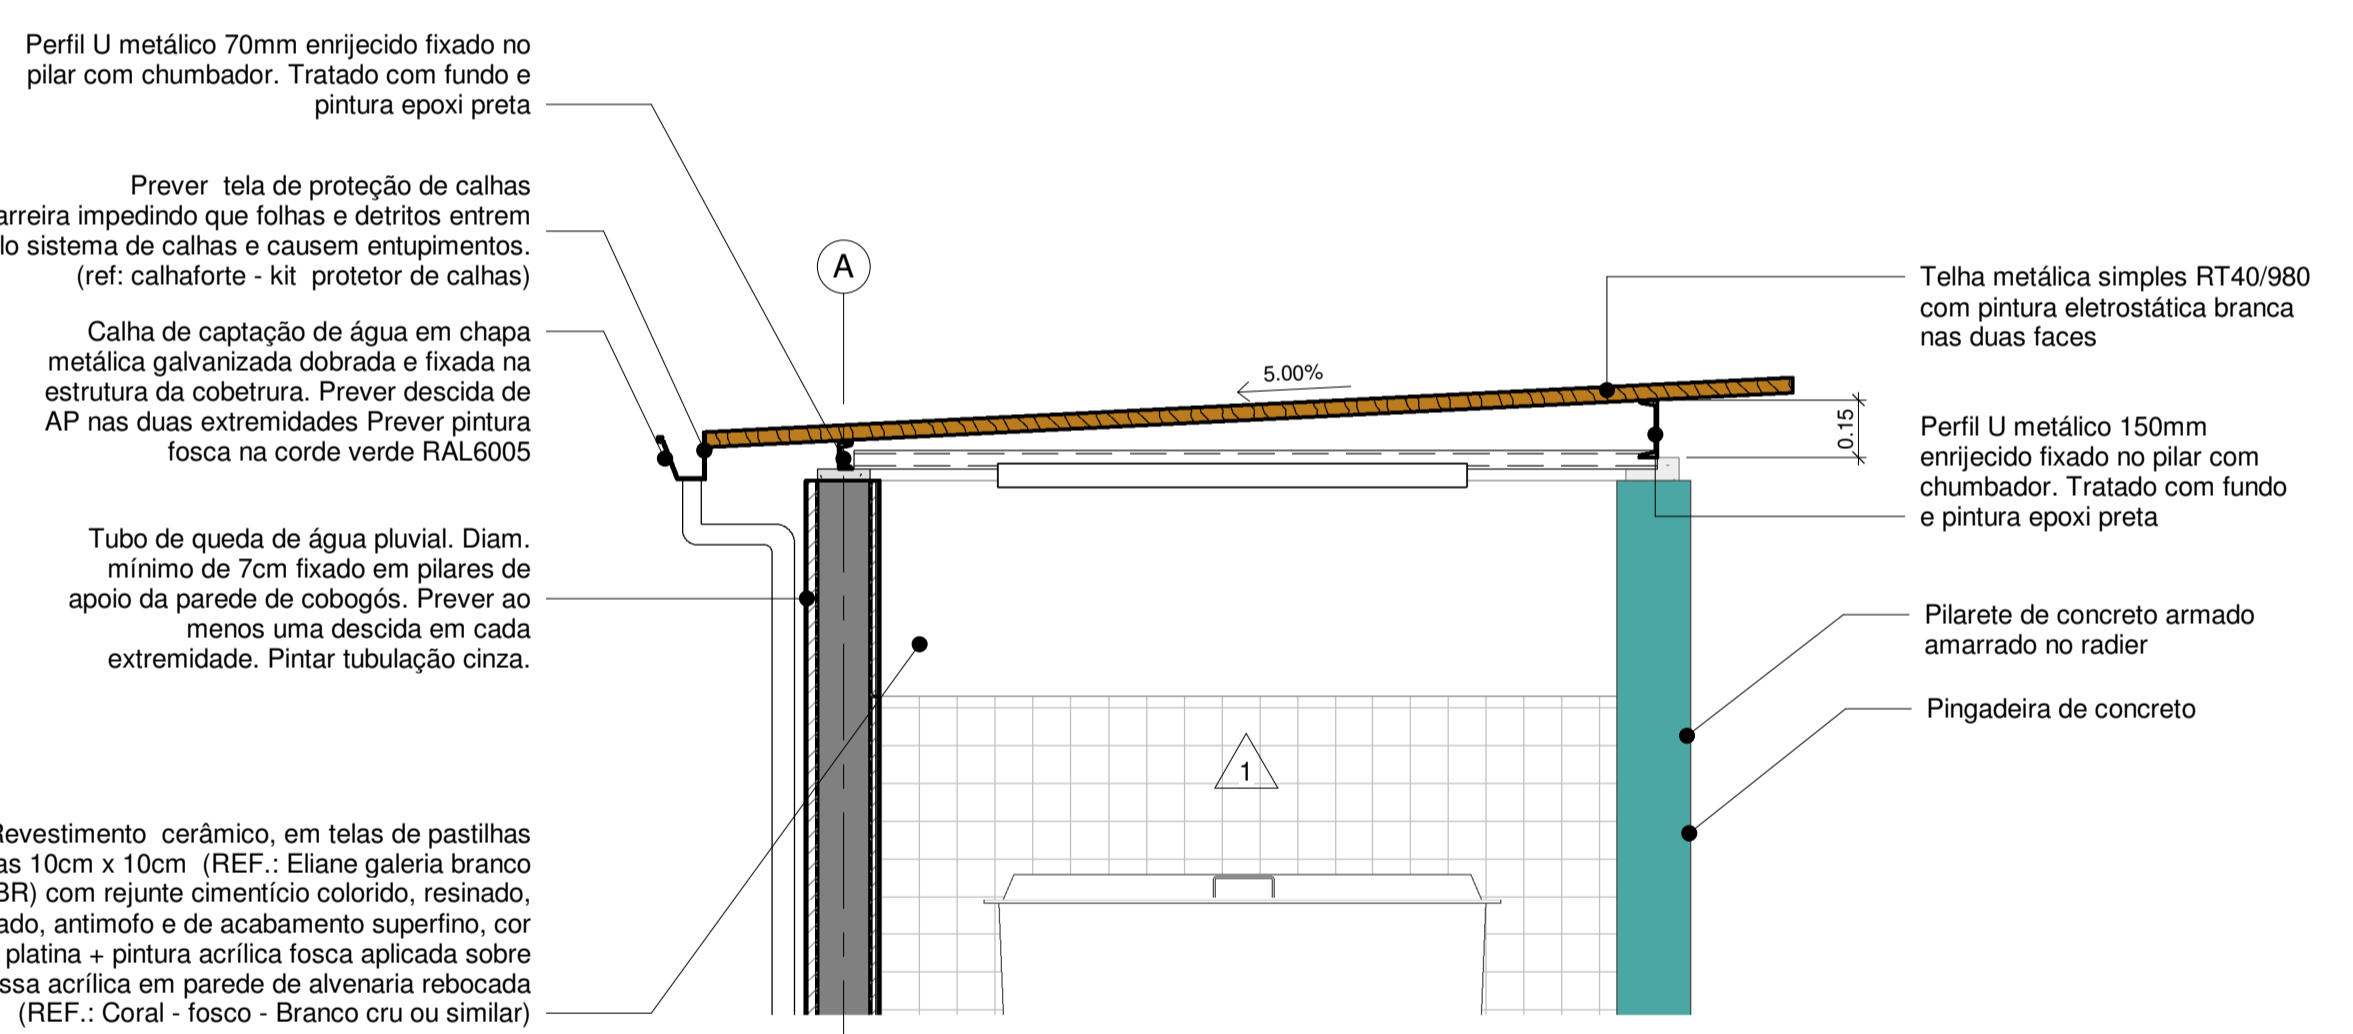 Perfil U metálico 70mm enrijecido fixado no
pilar com chumbador. Tratado com fundo e
pintura epoxi preta
Prever tela de proteção de calhas
arreira impedindo que folhas e detritos entrem
lo sistema de calhas e causem entupimentos.
(ref: calhaforte - kit protetor de calhas)
Calha de captação de água em chapa
metálica galvanizada dobrada e fixada na
estrutura da cobetrura. Prever descida de
AP nas duas extremidades Prever pintura
fosca na corde verde RAL6005
Tubo de queda de água pluvial. Diam.
mínimo de 7cm fixado em pilares de
apoio da parede de cobogós. Prever ao
menos uma descida em cada
extremidade. Pintar tubulação cinza.
Revestimento cerâmico, em telas de pastilhas
as 10cm x 10cm (REF.: Eliane galeria branco
BR) com rejunte cimentício colorido, resinado,
ado, antimofo e de acabamento superfino, cor
platina + pintura acrílica fosca aplicada sobre
ssa acrílica em parede de alvenaria rebocada
(REF.: Coral - fosco - Branco cru ou similar)
A
5.00%
0.15
1
Telha metálica simples RT40/980
com pintura eletrostática branca
nas duas faces
Perfil U metálico 150mm
enrijecido fixado no pilar com
chumbador. Tratado com fundo
e pintura epoxi preta
Pilarete de concreto armado
amarrado no radier
Pingadeira de concreto